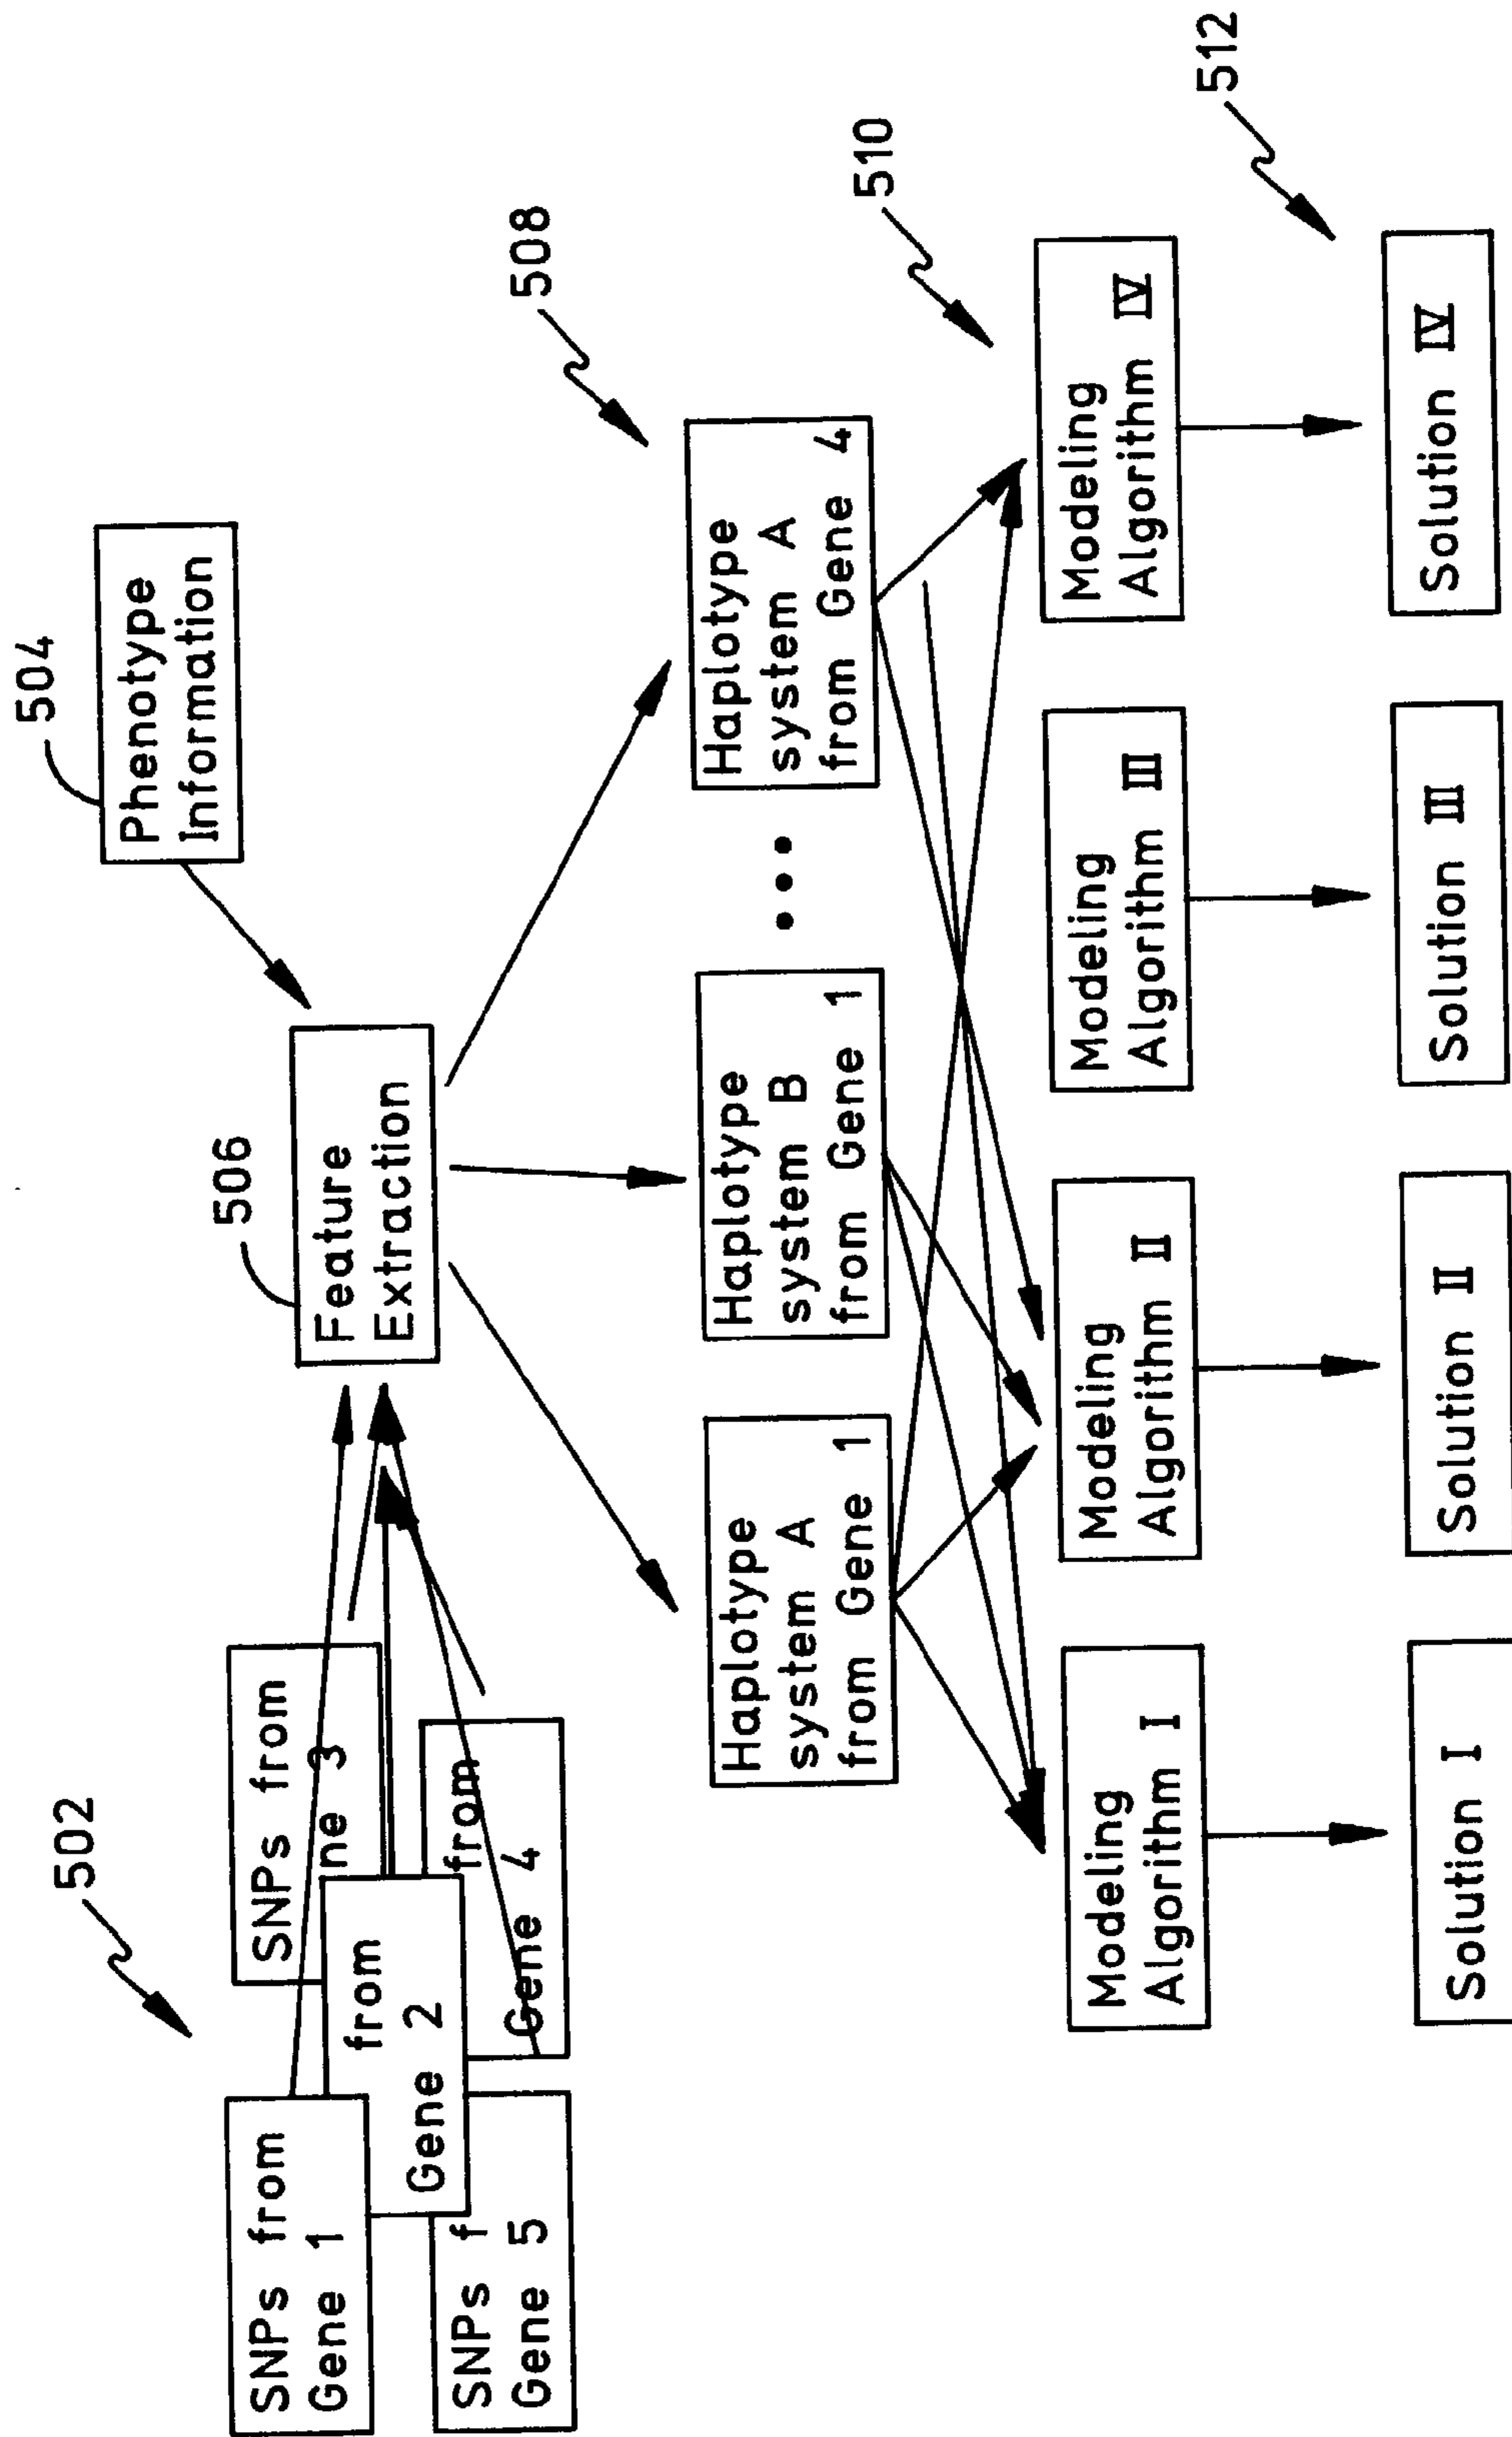 502
SNPs from
Gene 1
SNPs from
ne 3
from
Gene 2
from
Gene 4
SNPs f
Gene 5
504
Phenotype
Information
506
Feature
Extraction
508
Haplotype
system A
from Gene 1
Haplotype
system B
from Gene 1
Haplotype
system A
from Gene 4
510
Modeling
Algorithm I
Modeling
Algorithm II
Modeling
Algorithm III
Modeling
Algorithm IV
512
Solution I
Solution II
Solution III
Solution IV